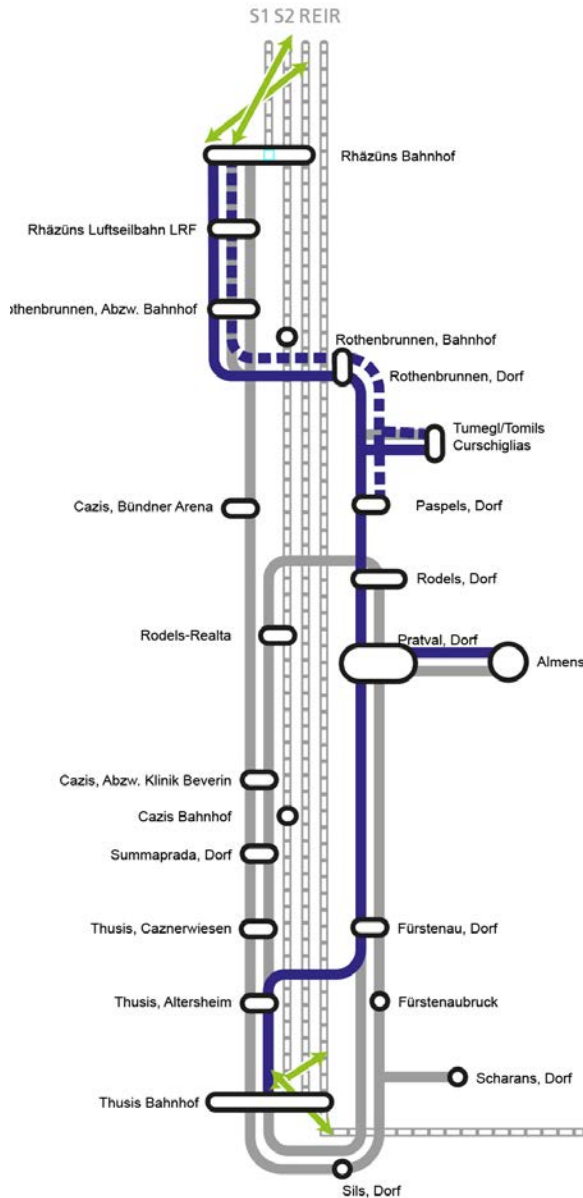 S1 S2 REIR
Rhäzüns Bahnhof
Rhäzüns Luftseilbahn LRF
othenbrunnen, Abzw. Bahnhof
Rothenbrunnen, Bahnhof
Rothenbrunnen, Dorf
Tumegl/Tomils
Curschiglias
Cazis, Bündner Arena
Paspels, Dorf
Rodels, Dorf
Rodels-Realta
Pratval, Dorf
Almens
Cazis, Abzw. Klinik Beverin
Cazis Bahnhof
Summaprada, Dorf
Thusis, Caznerwiesen
Fürstenau, Dorf
Thusis, Altersheim
Fürstenaubruck
Scharans, Dorf
Thusis Bahnhof
Sils, Dorf